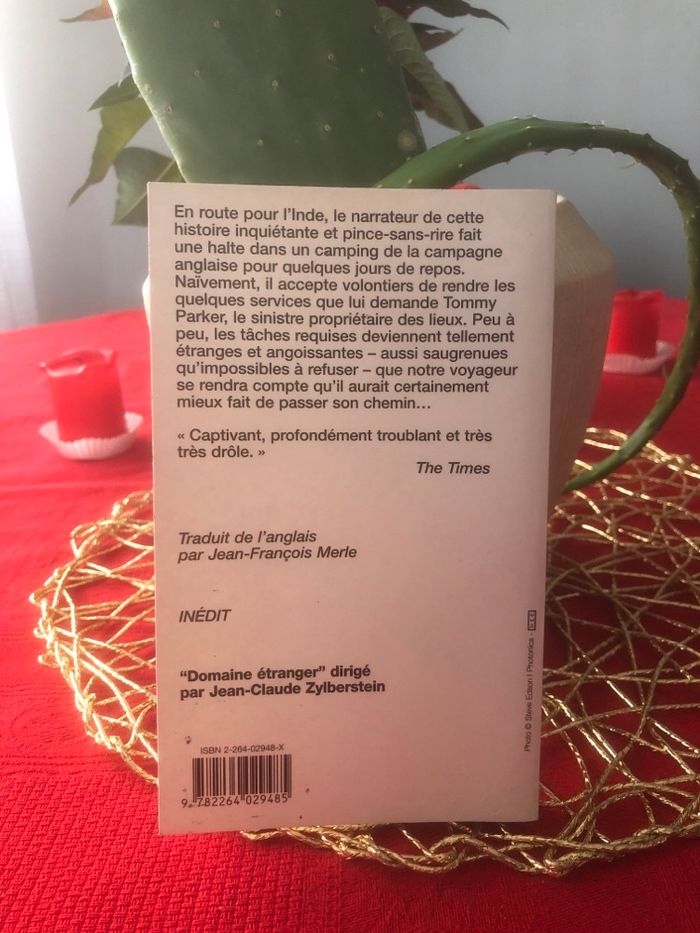 En route pour l’Inde, le narrateur de cette
histoire inquiétante et pince-sans-rire fait
une halte dans un camping de la campagne
anglaise pour quelques jours de repos.
Naïvement, il accepte volontiers de rendre les
quelques services que lui demande Tommy
Parker, le sinistre propriétaire des lieux. Peu à
peu, les tâches requises deviennent tellement
étranges et angoissantes – aussi saugrenues
qu’impossibles à refuser – que notre voyageur
se rendra compte qu’il aurait certainement
mieux fait de passer son chemin…
« Captivant, profondément troublant et très
très drôle. »
The Times
Traduit de l’anglais
par Jean-François Merle
INÉDIT
“Domaine étranger” dirigé
par Jean-Claude Zylberstein
ISBN 2-264-02948-X
9 782264 029485
Photo © Steve Edson / Photonica -